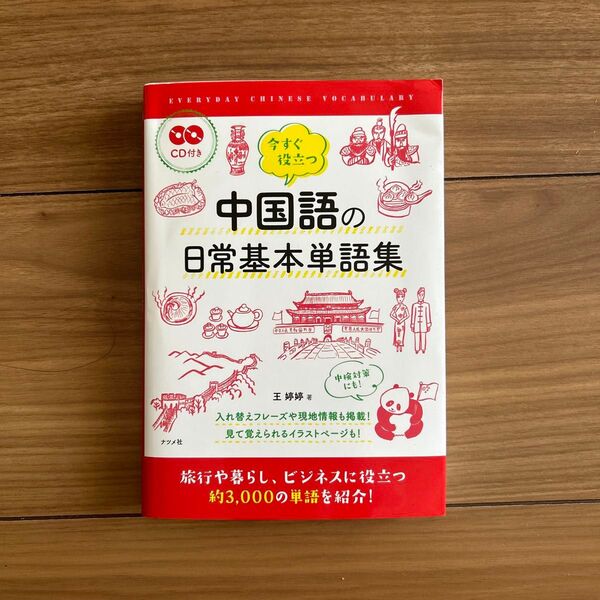 EVERYDAY CHINESE VOCABULARY
CD付き
今すぐ
役立つ
中国語の
日常基本単語集
中検対策
にも!
王 婷婷 著
入れ替えフレーズや現地情報も掲載!
見て覚えられるイラストページも!
ナツメ社
旅行や暮らし、ビジネスに役立つ
約3,000の単語を紹介!